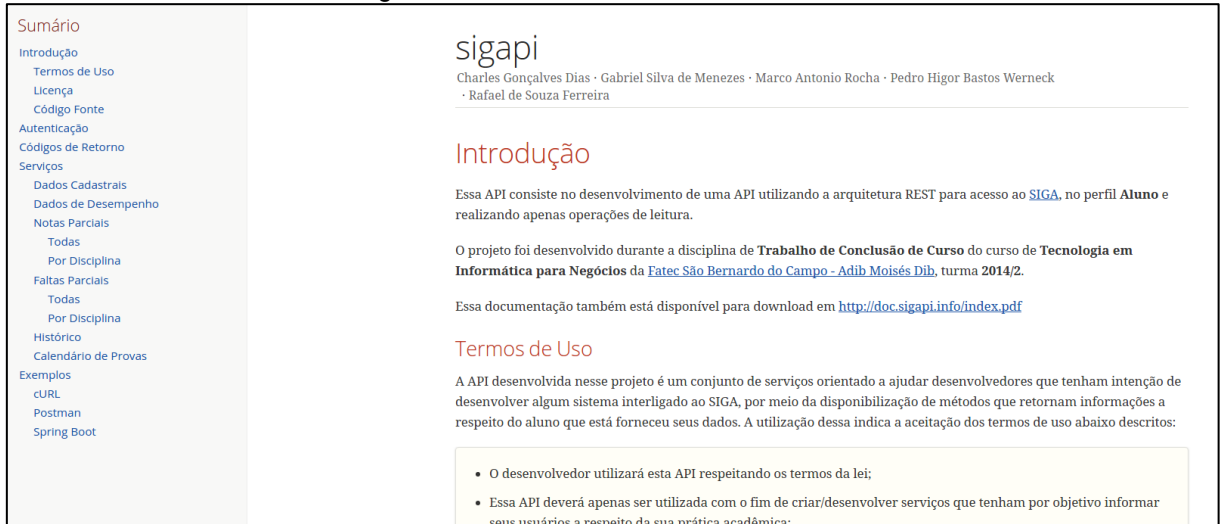 Sumário
Introdução
Termos de Uso
Licença
Código Fonte
Autenticação
Códigos de Retorno
Serviços
Dados Cadastrais
Dados de Desempenho
Notas Parciais
Todas
Por Disciplina
Faltas Parciais
Todas
Por Disciplina
Histórico
Calendário de Provas
Exemplos
cURL
Postman
Spring Boot
sigapi
Charles Gonçalves Dias · Gabriel Silva de Menezes · Marco Antonio Rocha · Pedro Higor Bastos Werneck
· Rafael de Souza Ferreira
Introdução
Essa API consiste no desenvolvimento de uma API utilizando a arquitetura REST para acesso ao SIGA, no perfil Aluno e
realizando apenas operações de leitura.
O projeto foi desenvolvido durante a disciplina de Trabalho de Conclusão de Curso do curso de Tecnologia em
Informática para Negócios da Fatec São Bernardo do Campo - Adib Moisés Dib, turma 2014/2.
Essa documentação também está disponível para download em http://doc.sigapi.info/index.pdf
Termos de Uso
A API desenvolvida nesse projeto é um conjunto de serviços orientado a ajudar desenvolvedores que tenham intenção de
desenvolver algum sistema interligado ao SIGA, por meio da disponibilização de métodos que retornam informações a
respeito do aluno que está forneceu seus dados. A utilização dessa indica a aceitação dos termos de uso abaixo descritos:
• O desenvolvedor utilizará esta API respeitando os termos da lei;
• Essa API deverá apenas ser utilizada com o fim de criar/desenvolver serviços que tenham por objetivo informar
seus usuários a respeito da sua prática acadêmica;